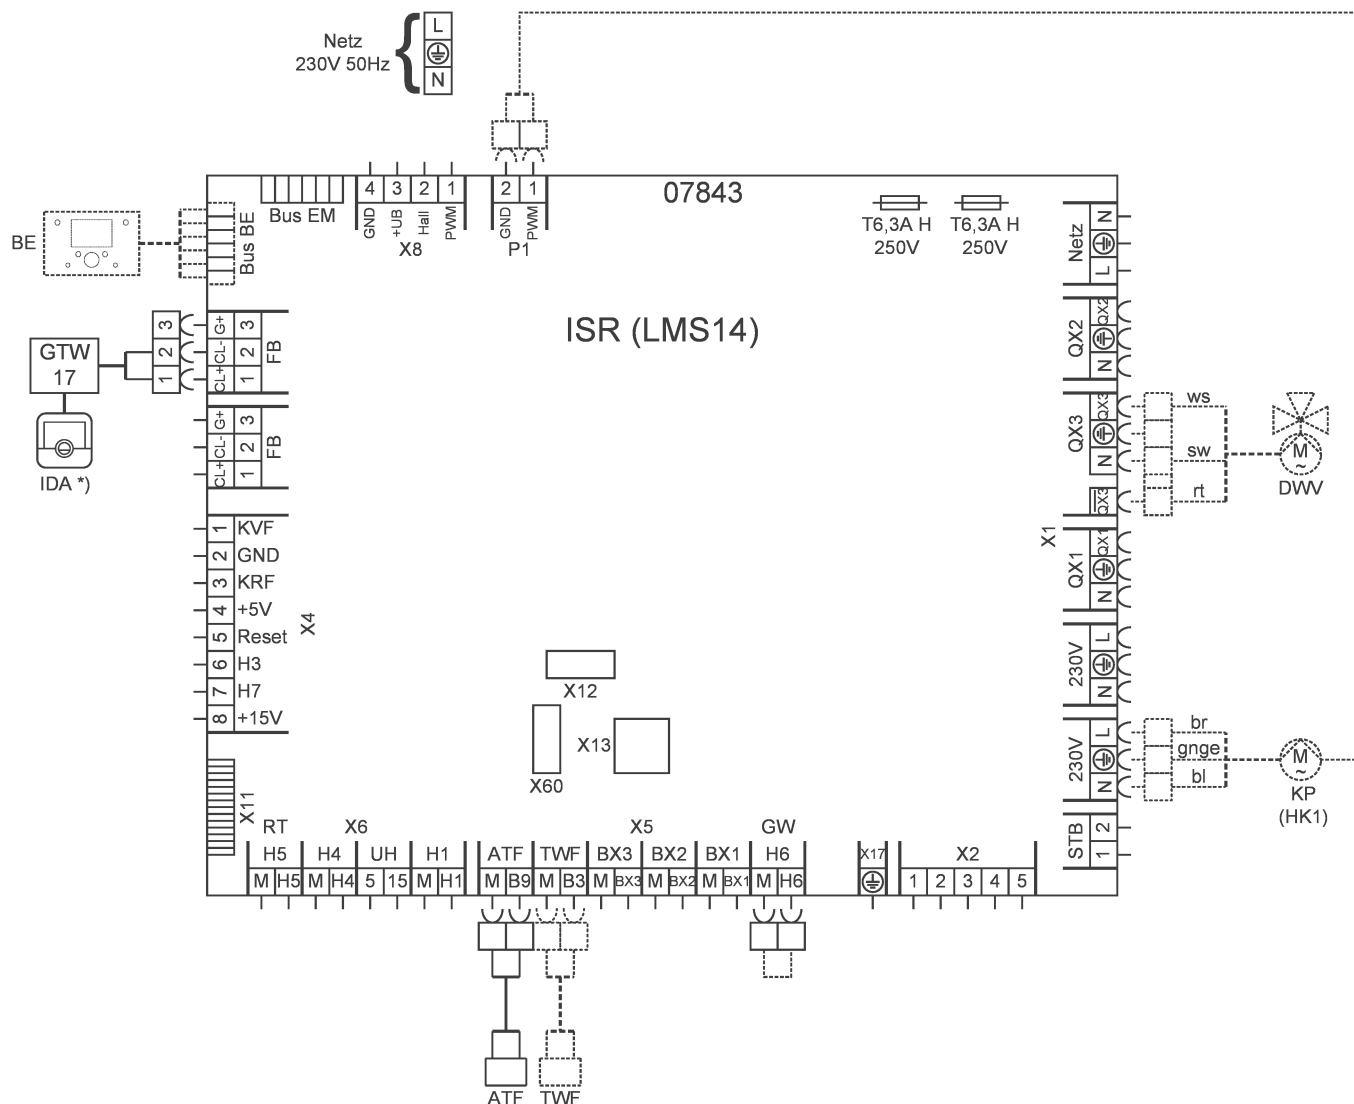 Netz
230V 50Hz
L
N
07843
4 3 2 1
GND +UB Hall PWM
X8
2 1
GND PWM
P1
Bus EM
T6,3A H
250V
T6,3A H
250V
BE
Bus BE
Netz
N
L
ISR (LMS14)
GTW
17
3
2
1
G+
CL-
CL+
3
2
1
FB
QX2
QX2
N
IDA *)
G+
CL-
CL+
3
2
1
FB
QX3
QX3
N
QX3
ws
sw
rt
M
~
DWV
X1
1 KVF
2 GND
3 KRF
4 +5V
5 Reset
6 H3
7 H7
8 +15V
X4
QX1
QX1
N
230V
L
N
X12
X60
X13
230V
L
N
br
gnge
bl
M
~
KP
(HK1)
X11
STB
2
1
RT X6 X5 GW
H5 H4 UH H1 ATF TWF BX3 BX2 BX1 H6 X17 X2
M H5 M H4 5 15 M H1 M B9 M B3 M BX3 M BX2 M BX1 M H6 1 2 3 4 5
ATF TWF